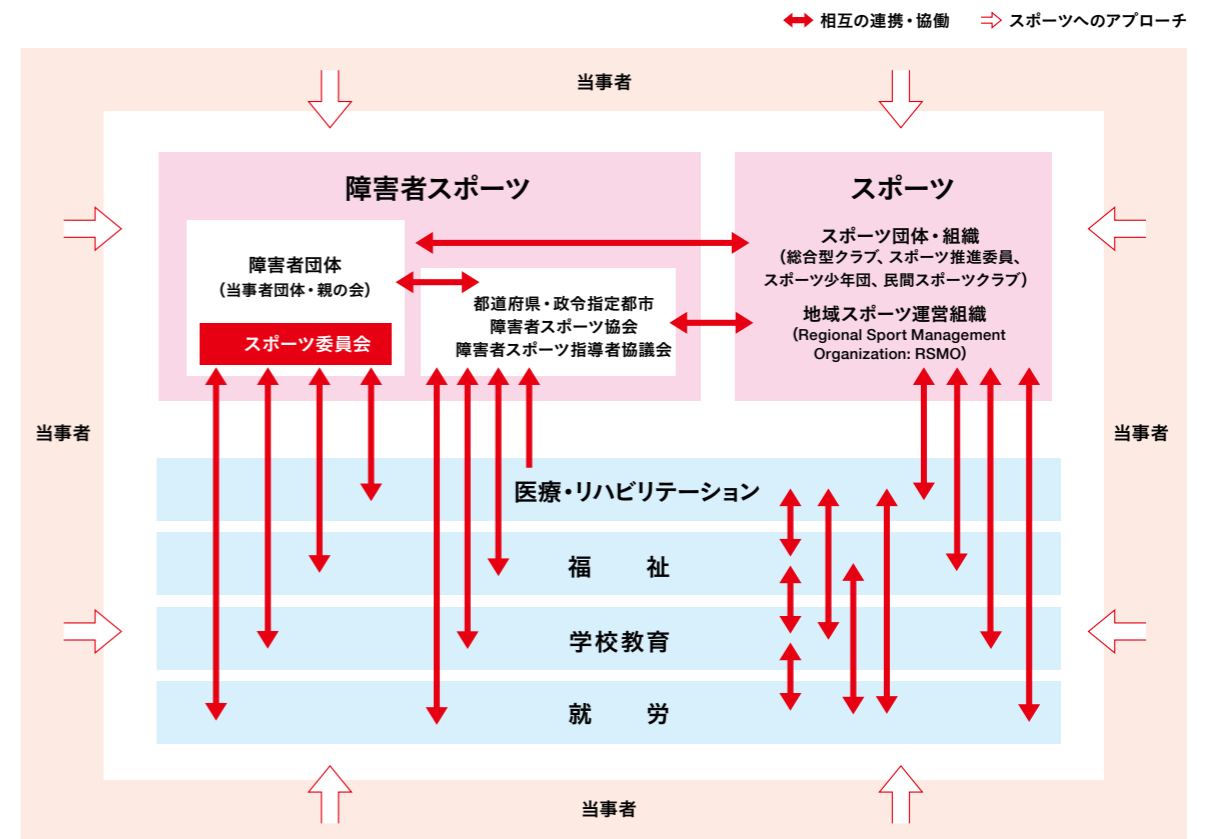 相互の連携・協働
スポーツへのアプローチ
当事者
障害者スポーツ
障害者団体
（当事者団体・親の会）
スポーツ委員会
都道府県・政令指定都市
障害者スポーツ協会
障害者スポーツ指導者協議会
スポーツ
スポーツ団体・組織
（総合型クラブ、スポーツ推進委員、
スポーツ少年団、民間スポーツクラブ）
地域スポーツ運営組織
（Regional Sport Management
Organization: RSMO）
当事者
当事者
医療・リハビリテーション
福　祉
学校教育
就　労
当事者